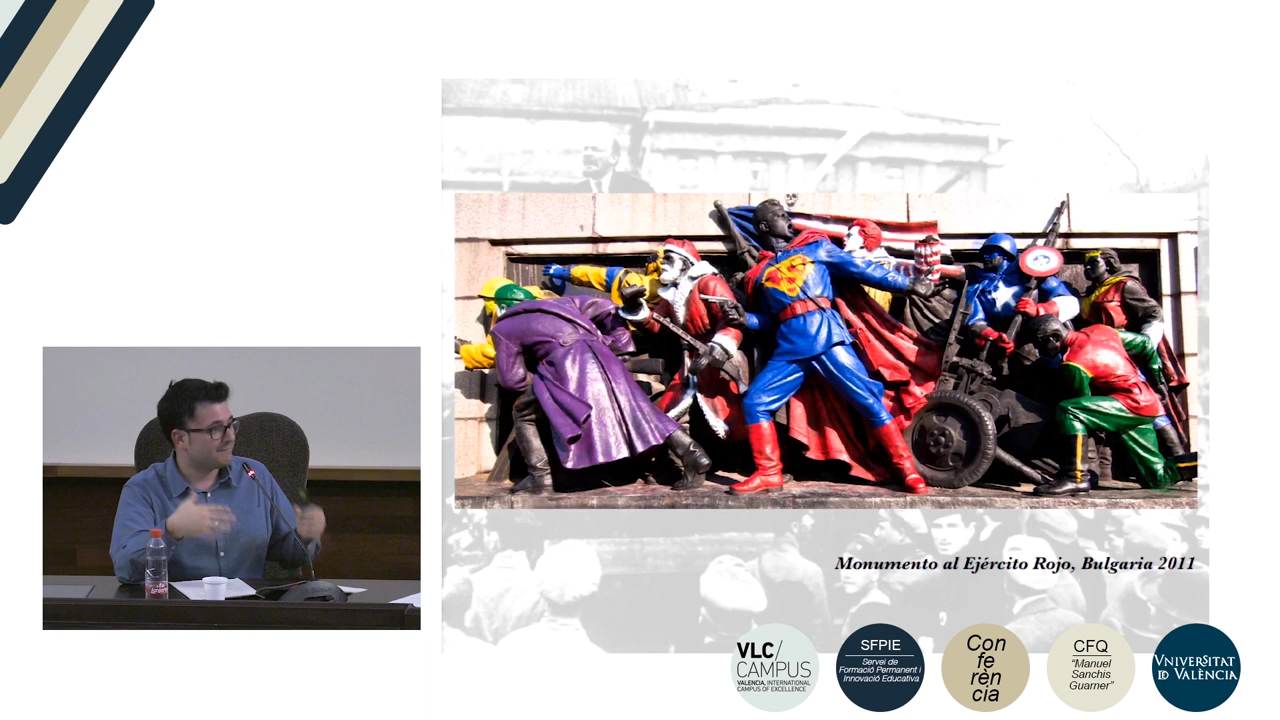 Monumento al Ejército Rojo, Bulgaria 2011
VLC/
CAMPUS
VALENCIA, INTERNATIONAL
CAMPUS OF EXCELLENCE
SFPIE
Servei de
Formació Permanent i
Innovació Educativa
Con
fe
rèn
cia
CFQ
“Manuel
Sanchis
Guarner”
VNIVERSITAT
ID VALÈNCIA